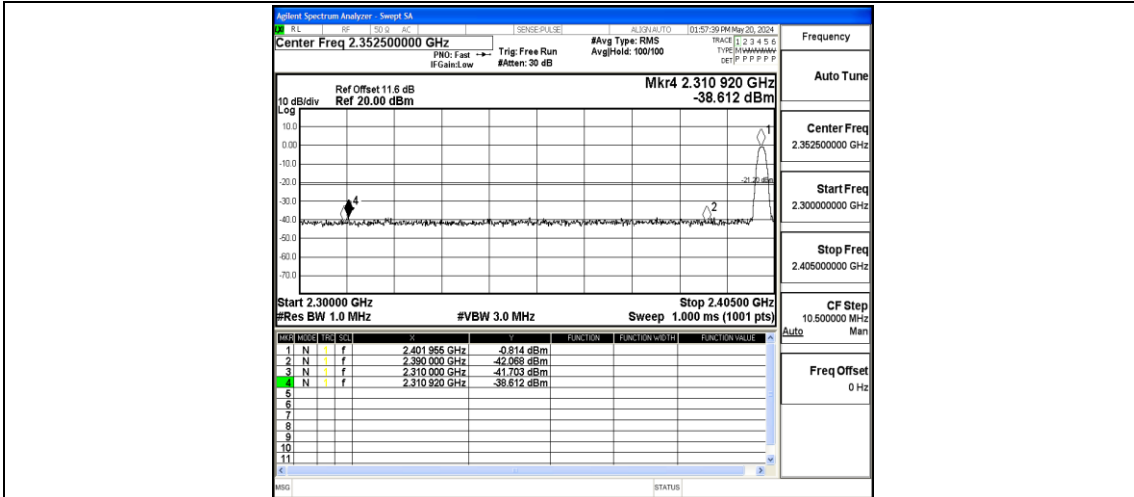 Agilent Spectrum Analyzer - Swept SA
RL RF 50 Ω AC SENSE:PULSE ALIGN AUTO 01:57:39 PM May 20, 2024
Center Freq 2.352500000 GHz
PNO: Fast
IFGain:Low
Trig: Free Run
#Atten: 30 dB
#Avg Type: RMS
Avg|Hold: 100/100
TRACE 1 2 3 4 5 6
TYPE
DET P P P P P P
Frequency
Auto Tune
Center Freq
2.352500000 GHz
Start Freq
2.300000000 GHz
Stop Freq
2.405000000 GHz
CF Step
10.500000 MHz
Auto Man
Freq Offset
0 Hz
Mkr4 2.310 920 GHz
-38.612 dBm
Ref Offset 11.6 dB
10 dB/div Ref 20.00 dBm
Log
10.0
0.00
-10.0
-20.0
-30.0
-40.0
-50.0
-60.0
-70.0
1
-21.20 dBm
4
2
Start 2.30000 GHz Stop 2.40500 GHz
#Res BW 1.0 MHz #VBW 3.0 MHz Sweep 1.000 ms (1001 pts)
MKR MODE TRC SCL X Y FUNCTION FUNCTION WIDTH FUNCTION VALUE
1 N 1 f 2.401 955 GHz -0.814 dBm
2 N 1 f 2.390 000 GHz -42.068 dBm
3 N 1 f 2.310 000 GHz -41.703 dBm
4 N 1 f 2.310 920 GHz -38.612 dBm
5
6
7
8
9
10
11
MSG STATUS